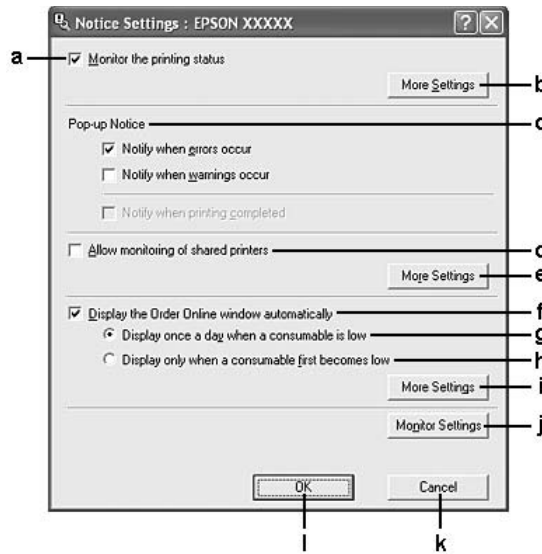 Notice Settings : EPSON XXXXX
a
Monitor the printing status
More Settings
b
Pop-up Notice
c
Notify when errors occur
Notify when warnings occur
Notify when printing completed
Allow monitoring of shared printers
d
More Settings
e
Display the Order Online window automatically
f
Display once a day when a consumable is low
g
Display only when a consumable first becomes low
h
More Settings
i
Monitor Settings
j
OK
Cancel
l
k